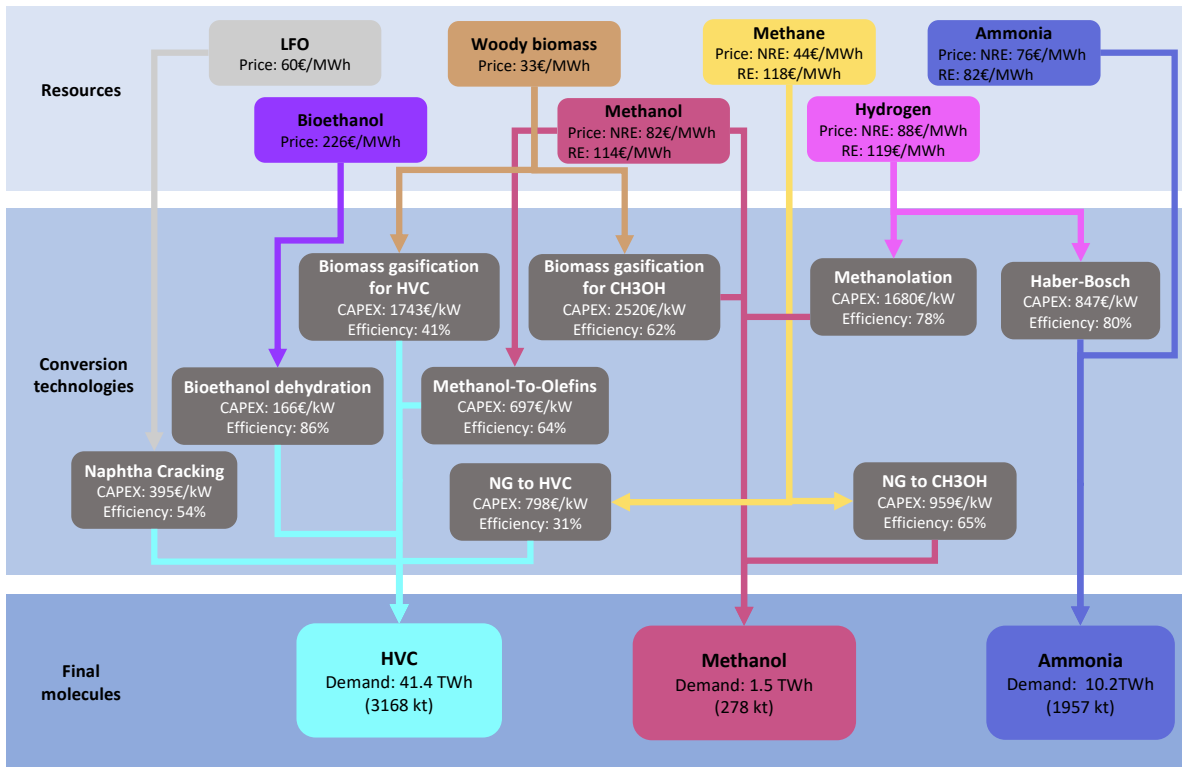 LFO
Price: 60€/MWh
Woody biomass
Price: 33€/MWh
Methane
Price: NRE: 44€/MWh
RE: 118€/MWh
Ammonia
Price: NRE: 76€/MWh
RE: 82€/MWh
Resources
Bioethanol
Price: 226€/MWh
Methanol
Price: NRE: 82€/MWh
RE: 114€/MWh
Hydrogen
Price: NRE: 88€/MWh
RE: 119€/MWh
Biomass gasification
for HVC
CAPEX: 1743€/kW
Efficiency: 41%
Biomass gasification
for CH3OH
CAPEX: 2520€/kW
Efficiency: 62%
Methanolation
CAPEX: 1680€/kW
Efficiency: 78%
Haber-Bosch
CAPEX: 847€/kW
Efficiency: 80%
Conversion
technologies
Bioethanol dehydration
CAPEX: 166€/kW
Efficiency: 86%
Methanol-To-Olefins
CAPEX: 697€/kW
Efficiency: 64%
Naphtha Cracking
CAPEX: 395€/kW
Efficiency: 54%
NG to HVC
CAPEX: 798€/kW
Efficiency: 31%
NG to CH3OH
CAPEX: 959€/kW
Efficiency: 65%
Final
molecules
HVC
Demand: 41.4 TWh
(3168 kt)
Methanol
Demand: 1.5 TWh
(278 kt)
Ammonia
Demand: 10.2TWh
(1957 kt)